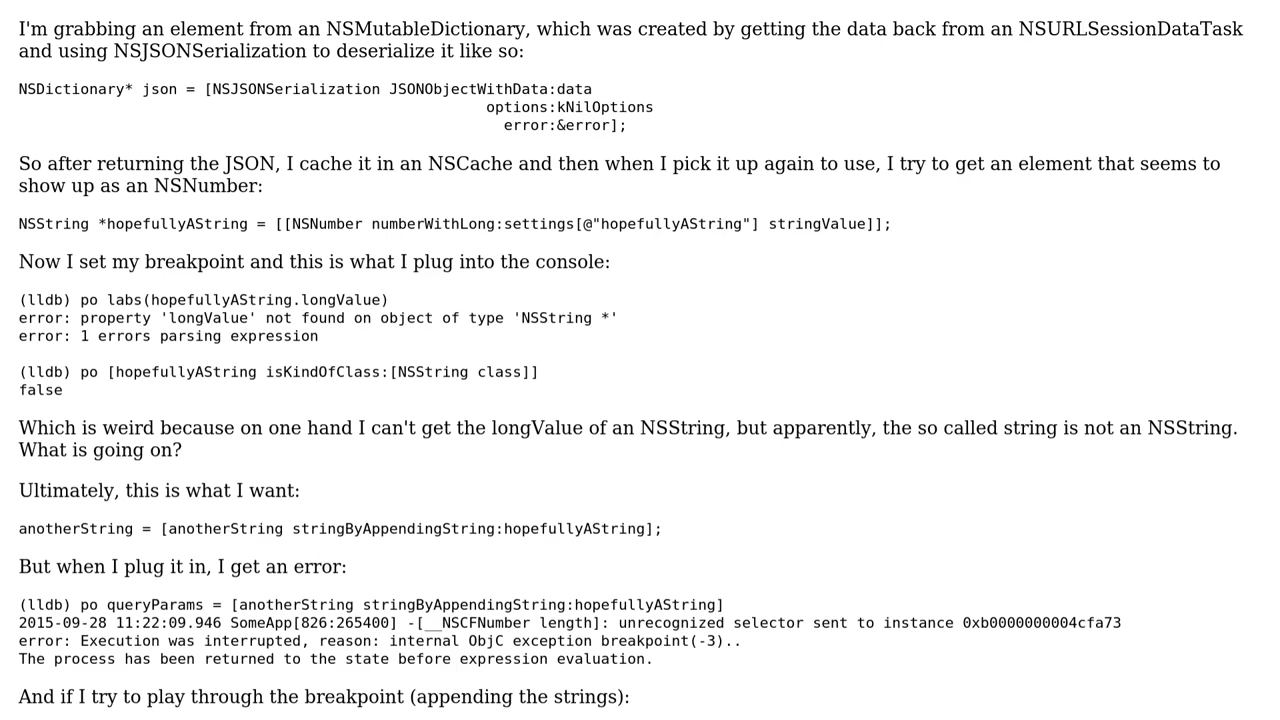 I'm grabbing an element from an NSMutableDictionary, which was created by getting the data back from an NSURLSessionDataTask
and using NSJSONSerialization to deserialize it like so:
NSDictionary* json = [NSJSONSerialization JSONObjectWithData:data
options:kNilOptions
error:&error];
So after returning the JSON, I cache it in an NSCache and then when I pick it up again to use, I try to get an element that seems to
show up as an NSNumber:
NSString *hopefullyAString = [[NSNumber numberWithLong:settings[@"hopefullyAString"] stringValue]];
Now I set my breakpoint and this is what I plug into the console:
(lldb) po labs(hopefullyAString.longValue)
error: property 'longValue' not found on object of type 'NSString *'
error: 1 errors parsing expression
(lldb) po [hopefullyAString isKindOfClass:[NSString class]]
false
Which is weird because on one hand I can't get the longValue of an NSString, but apparently, the so called string is not an NSString.
What is going on?
Ultimately, this is what I want:
anotherString = [anotherString stringByAppendingString:hopefullyAString];
But when I plug it in, I get an error:
(lldb) po queryParams = [anotherString stringByAppendingString:hopefullyAString]
2015-09-28 11:22:09.946 SomeApp[826:265400] -[__NSCFNumber length]: unrecognized selector sent to instance 0xb0000000004cfa73
error: Execution was interrupted, reason: internal ObjC exception breakpoint(-3)..
The process has been returned to the state before expression evaluation.
And if I try to play through the breakpoint (appending the strings):